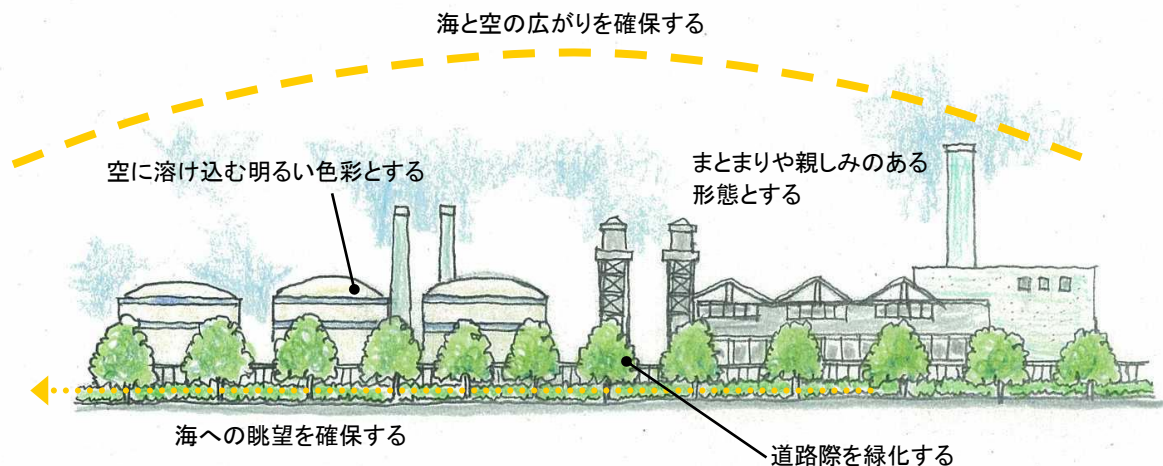 海と空の広がりを確保する
空に溶け込む明るい色彩とする
まとまりや親しみのある
形態とする
海への眺望を確保する
道路際を緑化する